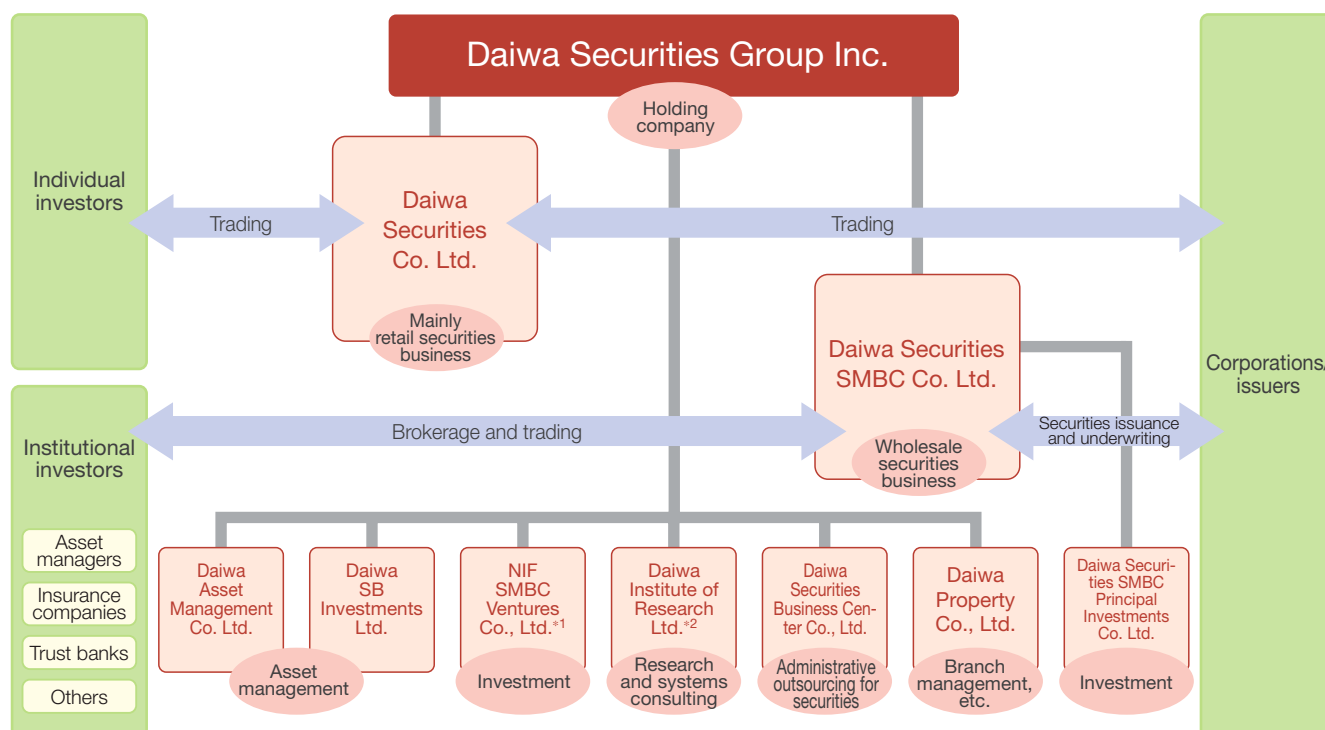 Daiwa Securities Group Inc.
Holding
company
Individual
investors
Trading
Daiwa
Securities
Co. Ltd.
Mainly
retail securities
business
Trading
Daiwa Securities
SMBC Co. Ltd.
Wholesale
securities
business
Corporations/
issuers
Institutional
investors
Brokerage and trading
Securities issuance
and underwriting
Asset
managers
Insurance
companies
Trust banks
Others
Daiwa
Asset
Management
Co. Ltd.
Daiwa
SB
Investments
Ltd.
Asset
management
NIF
SMBC
Ventures
Co., Ltd.*1
Investment
Daiwa
Institute of
Research
Ltd.*2
Research
and systems
consulting
Daiwa
Securities
Business Cen-
ter Co., Ltd.
Administrative
outsourcing for
securities
Daiwa
Property
Co., Ltd.
Branch
management,
etc.
Daiwa Securi-
ties SMBC
Principal
Investments
Co. Ltd.
Investment